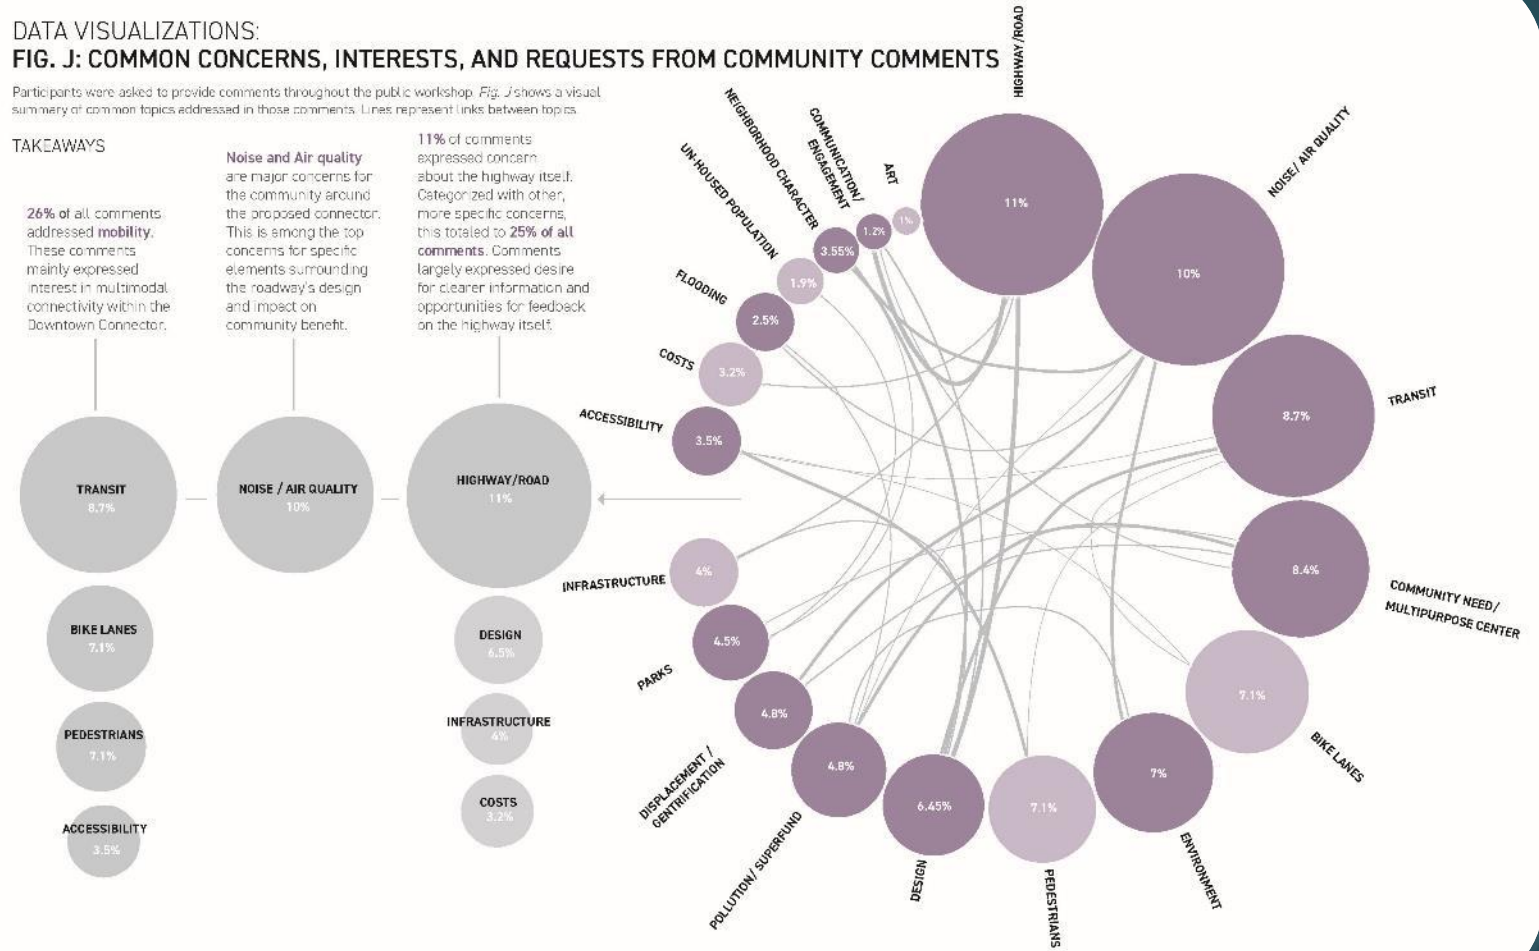 DATA VISUALIZATIONS:
FIG. J: COMMON CONCERNS, INTERESTS, AND REQUESTS FROM COMMUNITY COMMENTS
Participants were asked to provide comments throughout the public workshop. Fig. J shows a visual
summary of common topics addressed in those comments. Lines represent links between topics.
TAKEAWAYS
26% of all comments
addressed mobility.
These comments
mainly expressed
interest in multimodal
connectivity within the
Downtown Connector.
Noise and Air quality
are major concerns for
the community around
the proposed connector.
This is among the top
concerns for specific
elements surrounding
the roadway's design
and impact on
community benefit.
11% of comments
expressed concern
about the highway itself.
Categorized with other,
more specific concerns,
this totaled to 25% of all
comments. Comments
largely expressed desire
for clearer information and
opportunities for feedback
on the highway itself.
TRANSIT
8.7%
BIKE LANES
7.1%
PEDESTRIANS
7.1%
ACCESSIBILITY
3.5%
NOISE / AIR QUALITY
10%
HIGHWAY/ROAD
11%
DESIGN
6.5%
INFRASTRUCTURE
4%
COSTS
3.2%
HIGHWAY/ROAD
11%
NOISE/ AIR QUALITY
10%
TRANSIT
8.7%
COMMUNITY NEED/
MULTIPURPOSE CENTER
8.4%
BIKE LANES
7.1%
ENVIRONMENT
7%
PEDESTRIANS
7.1%
DESIGN
6.45%
POLLUTION/ SUPERFUND
4.8%
DISPLACEMENT /
GENTRIFICATION
4.8%
PARKS
4.5%
INFRASTRUCTURE
4%
ACCESSIBILITY
3.5%
COSTS
3.2%
FLOODING
2.5%
UN-HOUSED POPULATION
1.9%
NEIGHBORHOOD CHARACTER
3.55%
COMMUNICATION/
ENGAGEMENT
1.2%
ART
1%